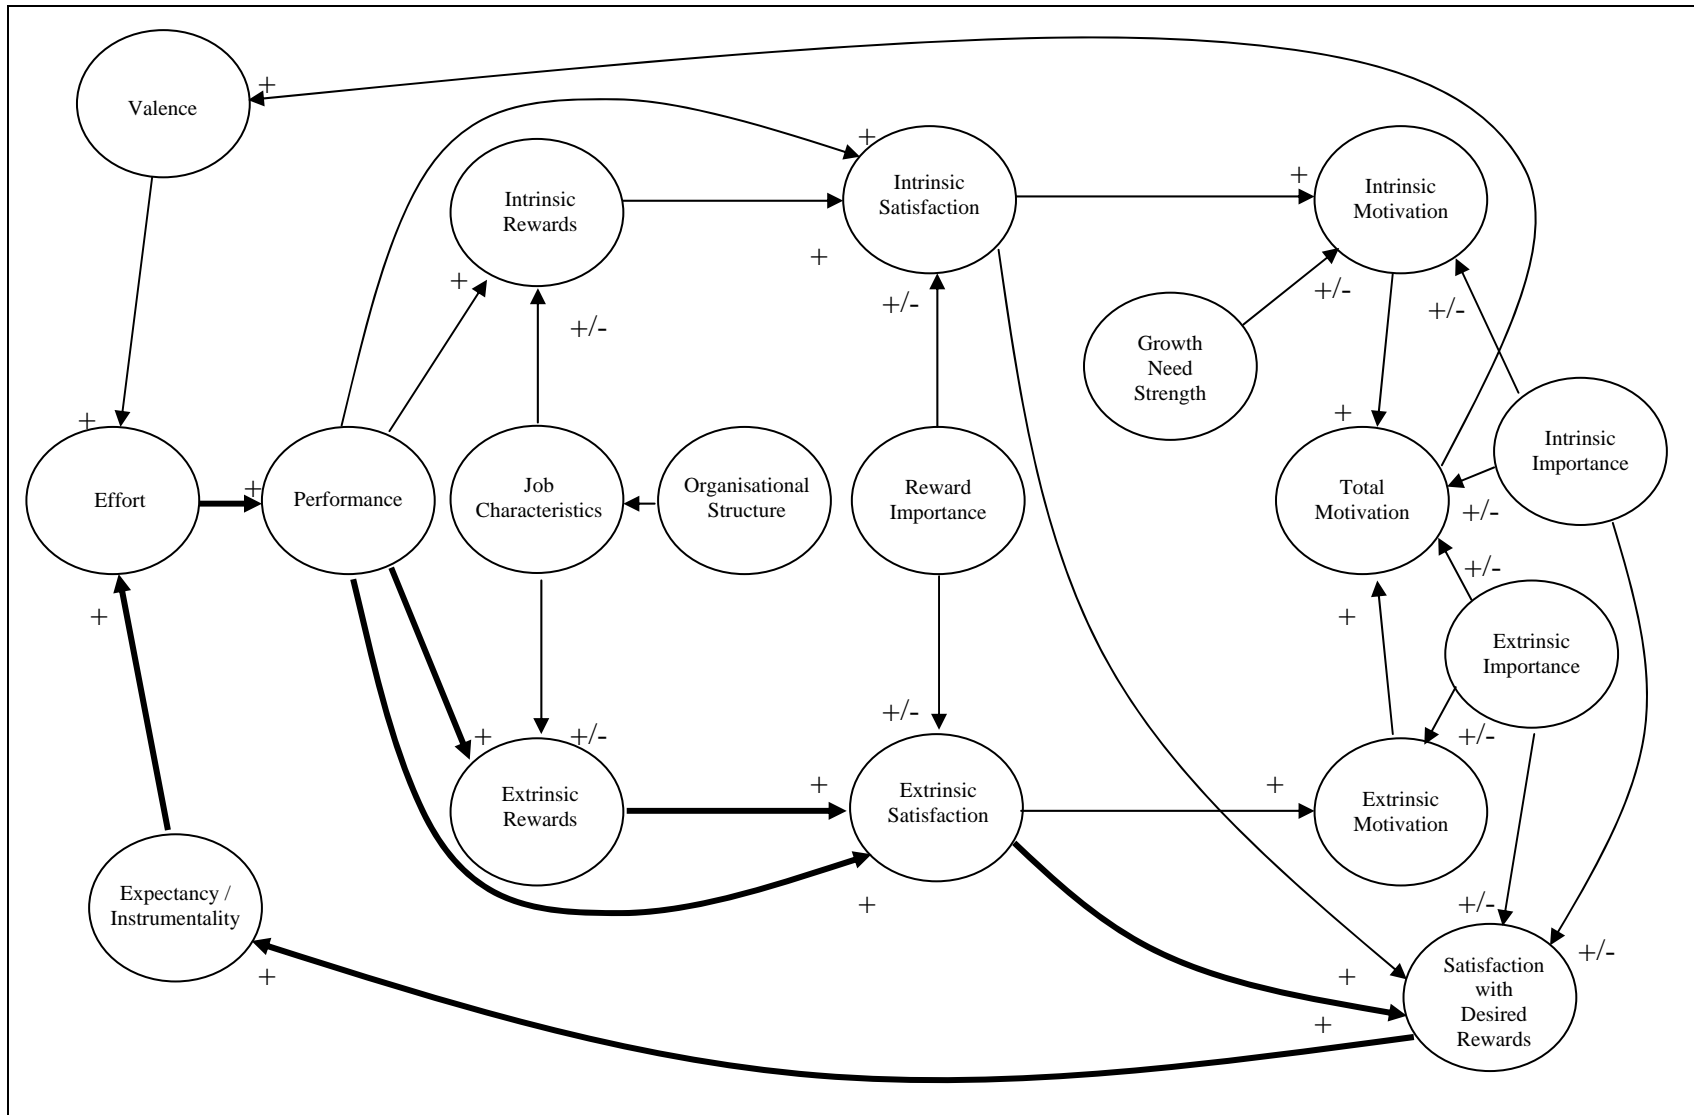 Valence
+
+
Intrinsic
Rewards
+
+/-
Intrinsic
Satisfaction
+
+/-
Intrinsic
Motivation
+
+/-
+/-
Growth
Need
Strength
+
Effort
+
Performance
Job
Characteristics
Organisational
Structure
Reward
Importance
+
Total
Motivation
+/-
Intrinsic
Importance
+/-
+
+
Extrinsic
Importance
+
+/-
Extrinsic
Rewards
+/-
+
Extrinsic
Satisfaction
+
+/-
Extrinsic
Motivation
Expectancy /
Instrumentality
+
+
+/-
+/-
Satisfaction
with
Desired
Rewards
+
+